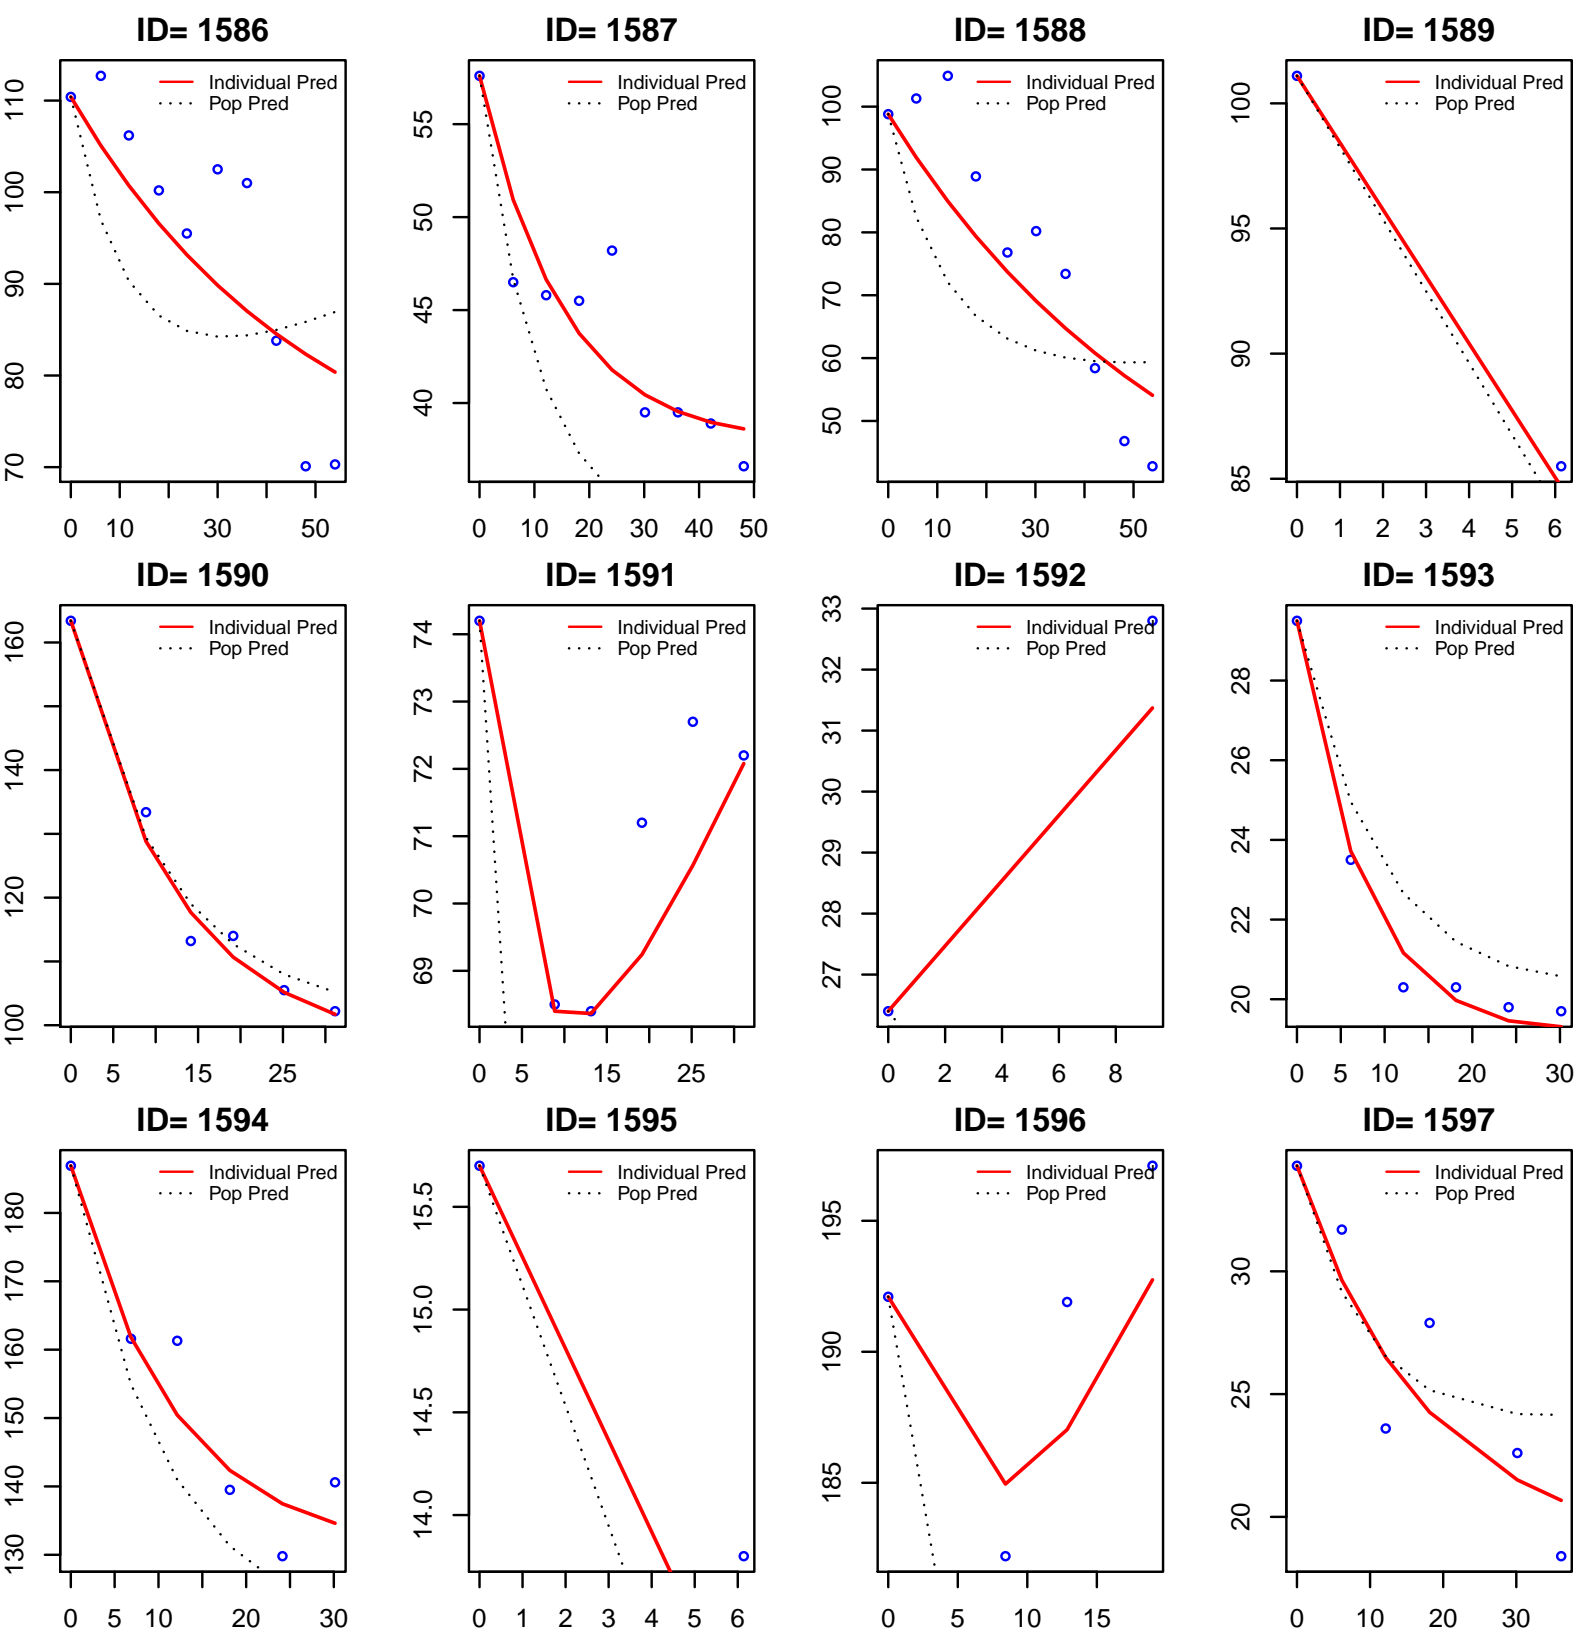 ID= 1586 ID= 1587 ID= 1588 ID= 1589
Individual Pred Individual Pred Individual Pred Individual Pred
Pop Pred Pop Pred Pop Pred Pop Pred
70 80 90 100 110
40 45 50 55
50 60 70 80 90 100
85 90 95 100
0 10 30 50 0 10 20 30 40 50 0 10 30 50 0 1 2 3 4 5 6
ID= 1590 ID= 1591 ID= 1592 ID= 1593
Individual Pred Individual Pred Individual Pred Individual Pred
Pop Pred Pop Pred Pop Pred Pop Pred
100 120 140 160
69 70 71 72 73 74
27 28 29 30 31 32 33
20 22 24 26 28
0 5 15 25 0 5 15 25 0 2 4 6 8 0 5 10 20 30
ID= 1594 ID= 1595 ID= 1596 ID= 1597
Individual Pred Individual Pred Individual Pred Individual Pred
Pop Pred Pop Pred Pop Pred Pop Pred
130 140 150 160 170 180
14.0 14.5 15.0 15.5
185 190 195
20 25 30
0 5 10 20 30 0 1 2 3 4 5 6 0 5 10 15 0 10 20 30